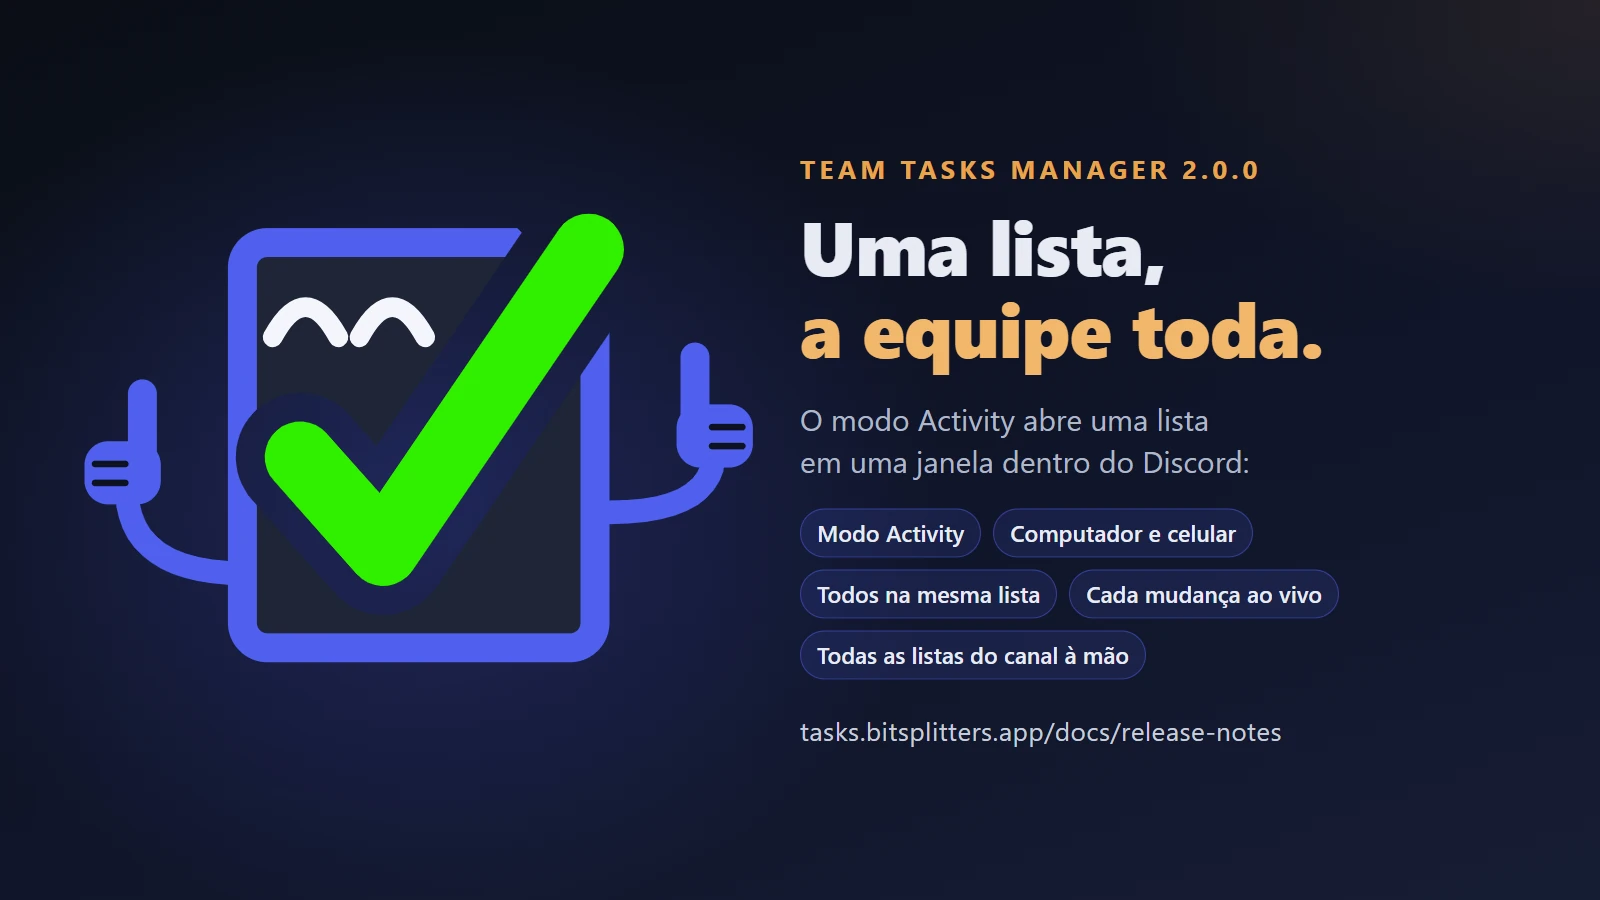 TEAM TASKS MANAGER 2.0.0
Uma lista,
a equipe toda.
O modo Activity abre uma lista
em uma janela dentro do Discord:
Modo Activity
Computador e celular
Todos na mesma lista
Cada mudança ao vivo
Todas as listas do canal à mão
tasks.bitsplitters.app/docs/release-notes